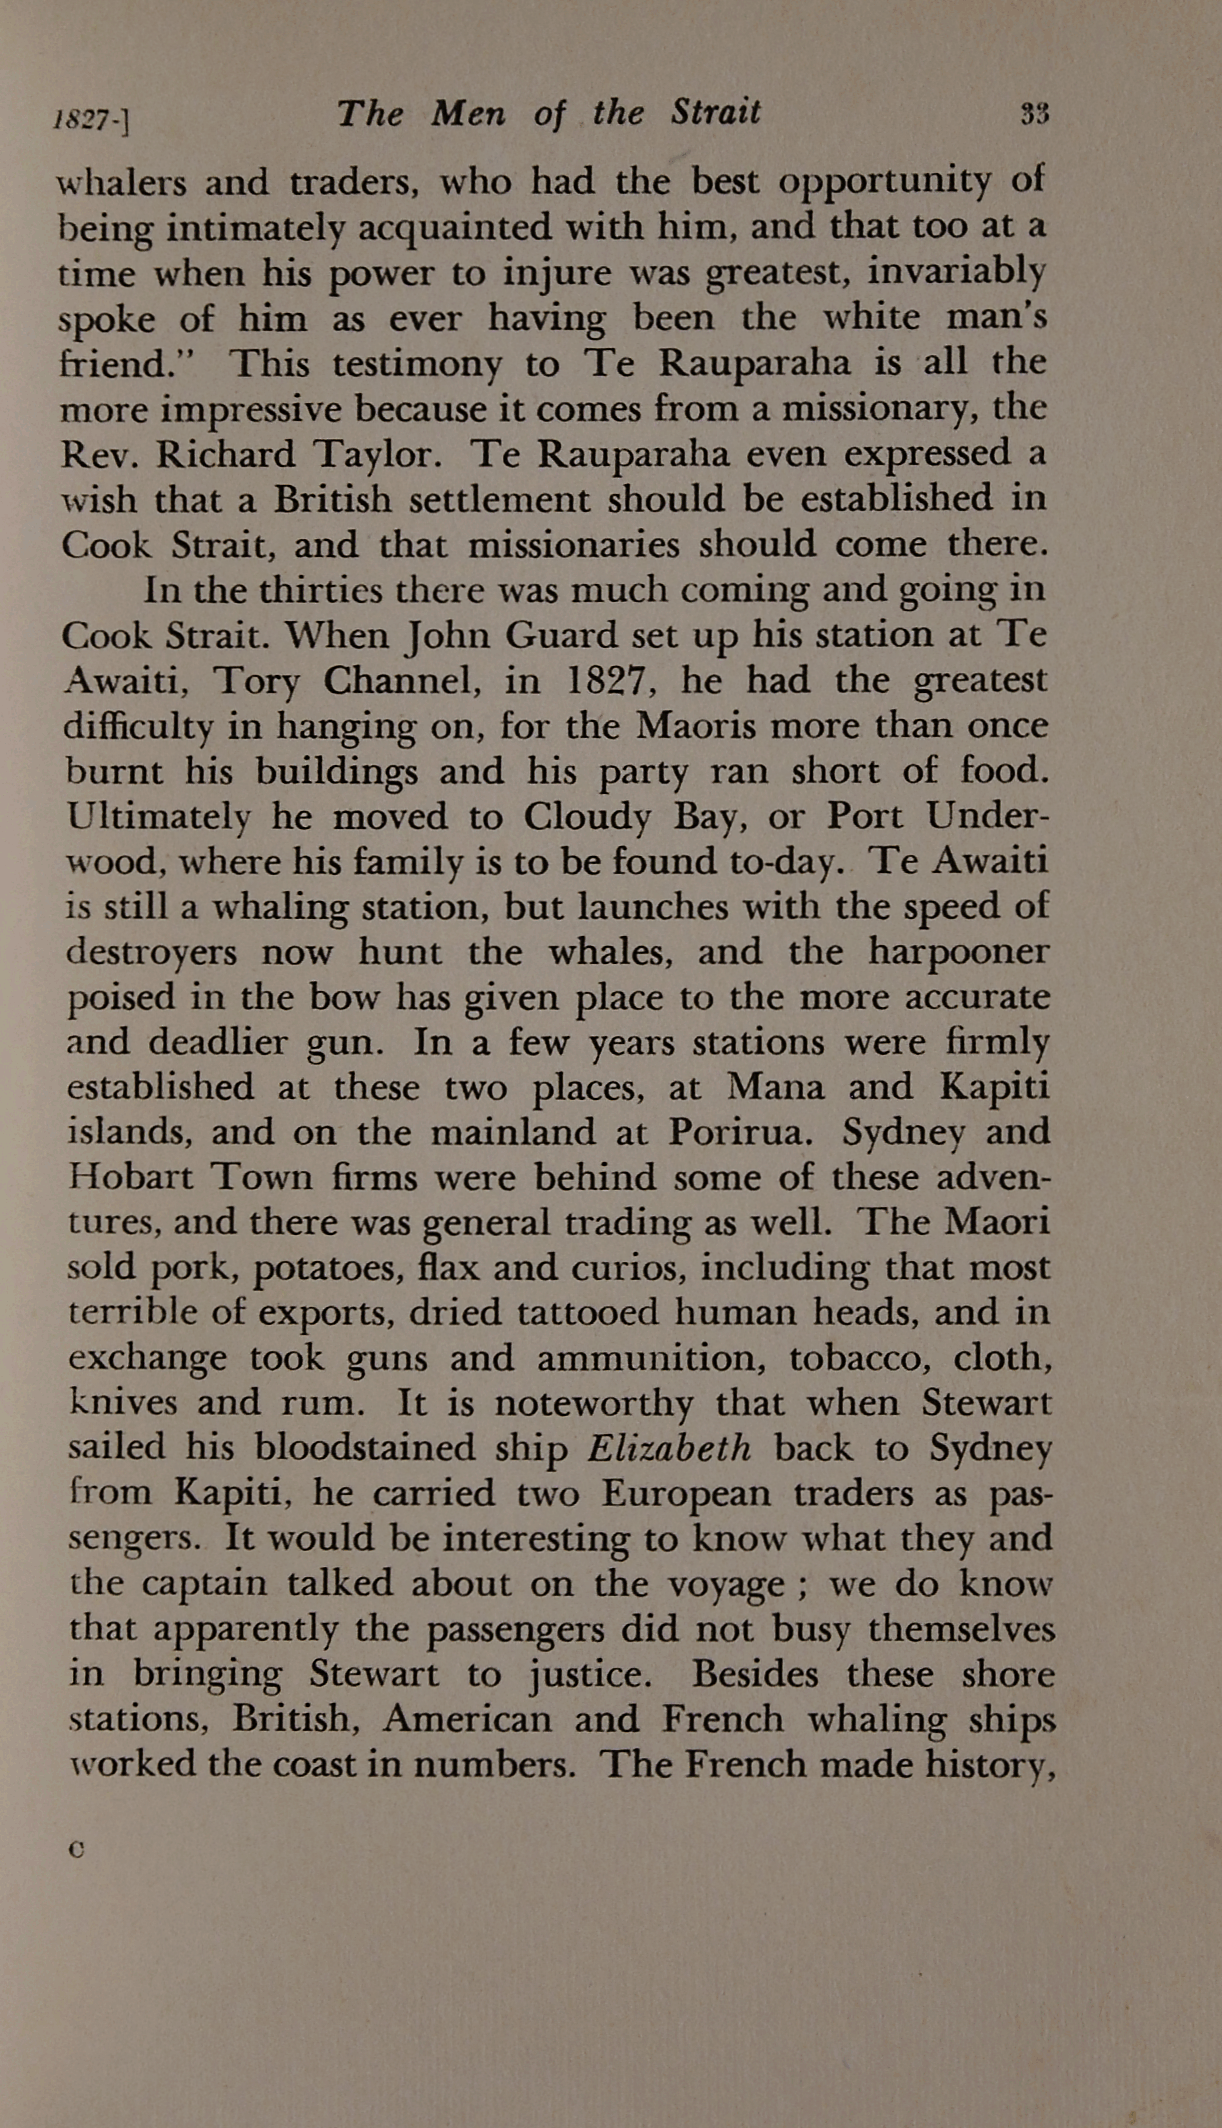 1827-] The Men of the Strait 33
whalers and traders, who had the best opportunity of
being intimately acquainted with him, and that too at a
time when his power to injure was greatest, invariably
spoke of him as ever having been the white man's
friend.” This testimony to Te Rauparaha is all the
more impressive because it comes from a missionary, the
Rev. Richard Taylor. Te Rauparaha even expressed a
wish that a British settlement should be established in
Cook Strait, and that missionaries should come there.
In the thirties there was much coming and going in
Cook Strait. When John Guard set up his station at Te
Awaiti, Tory Channel, in 1827, he had the greatest
difficulty in hanging on, for the Maoris more than once
burnt his buildings and his party ran short of food.
Ultimately he moved to Cloudy Bay, or Port Under-
wood, where his family is to be found to-day. Te Awaiti
is still a whaling station, but launches with the speed of
destroyers now hunt the whales, and the harpooner
poised in the bow has given place to the more accurate
and deadlier gun. In a few years stations were firmly
established at these two places, at Mana and Kapiti
islands, and on the mainland at Porirua. Sydney and
Hobart Town firms were behind some of these adven-
tures, and there was general trading as well. The Maori
sold pork, potatoes, flax and curios, including that most
terrible of exports, dried tattooed human heads, and in
exchange took guns and ammunition, tobacco, cloth,
knives and rum. It is noteworthy that when Stewart
sailed his bloodstained ship Elizabeth back to Sydney
from Kapiti, he carried two European traders as pas-
sengers. It would be interesting to know what they and
the captain talked about on the voyage ; we do know
that apparently the passengers did not busy themselves
in bringing Stewart to justice. Besides these shore
stations, British, American and French whaling ships
worked the coast in numbers. The French made history,
C